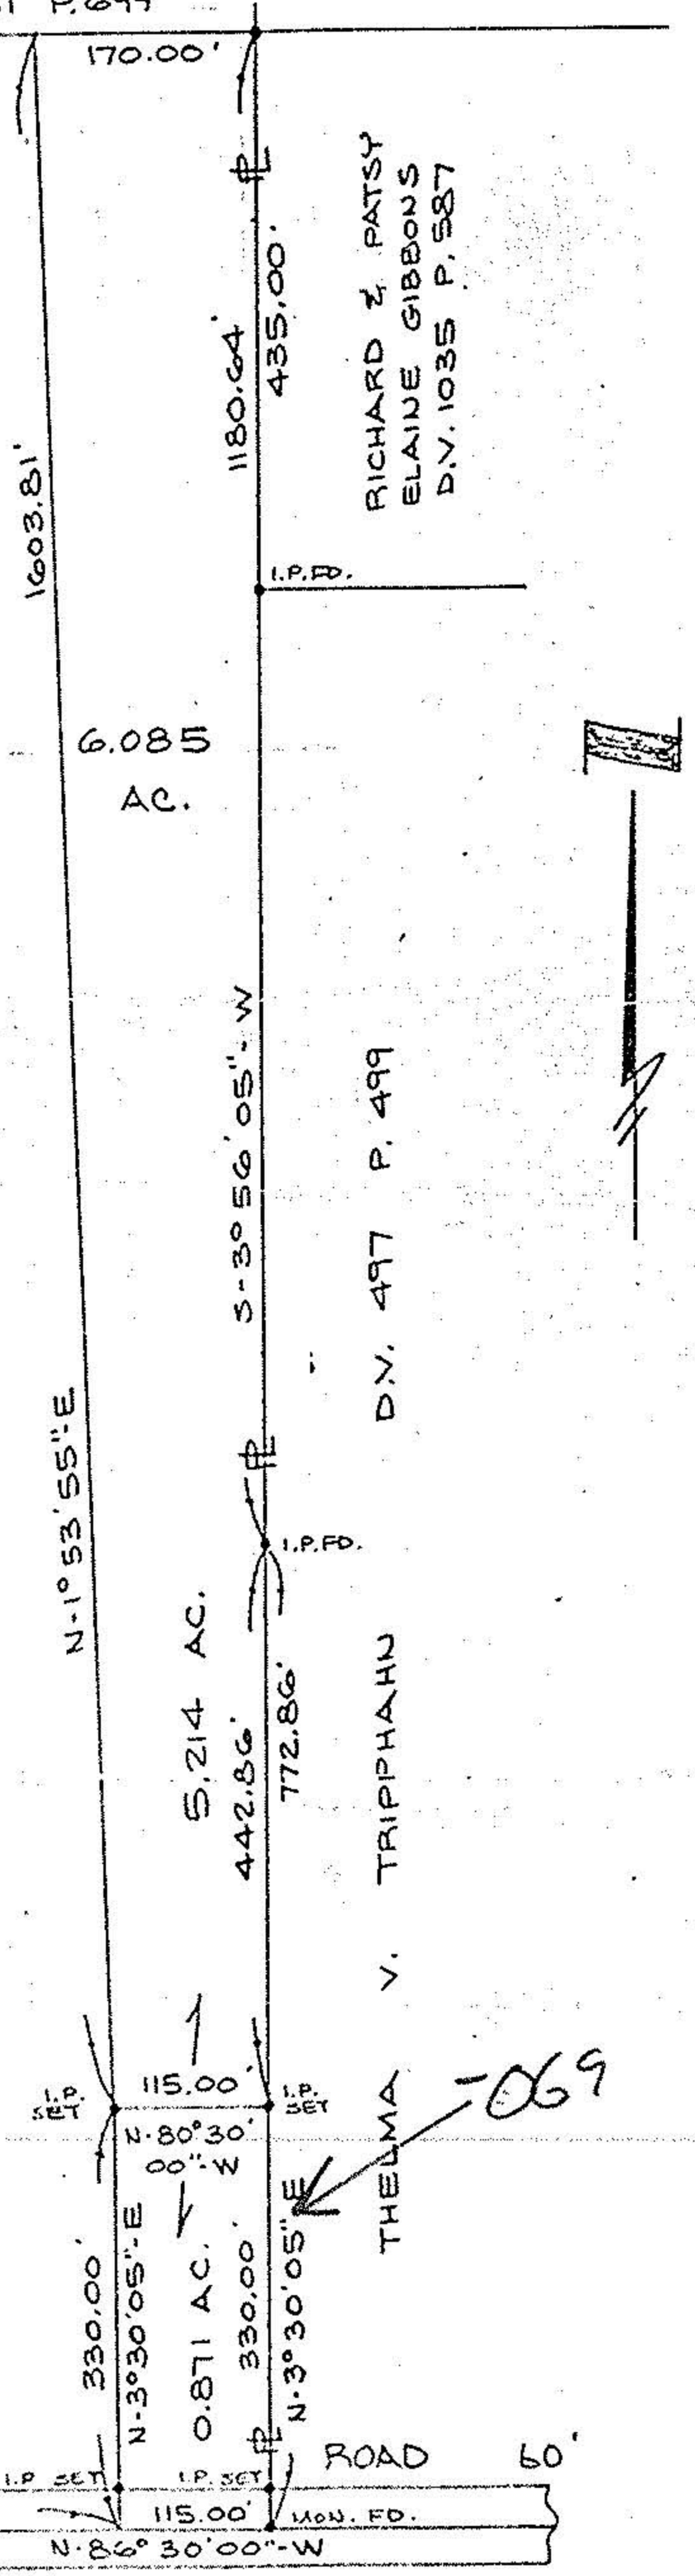 P. 699
170.00'
RICHARD & PATSY
ELAINE GIBBONS
D.V. 1035 P. 587
PL
1180.64'
435.00'
1603.81'
I.P.FD.
6.085
AC.
N
S-3°56'05"-W
D.V. 497 P. 499
N-1°53'55"-E
PL
I.P.FD.
5.214 AC.
442.86'
772.86'
THELMA V. TRIPPHAHN
I.P.
SET
115.00'
I.P.
SET
-069
N-80°30'
00"-W
330.00'
N-3°30'05"-E
0.871 AC.
330.00'
N-3°30'05"-E
PL
ROAD 60'
I.P. SET
I.P. SET
115.00'
MON. FD.
N-86°30'00"-W